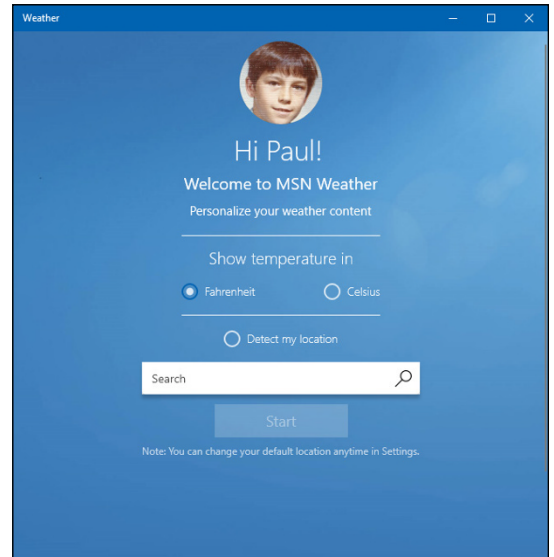 Weather
Hi Paul!
Welcome to MSN Weather
Personalize your weather content
Show temperature in
Fahrenheit Celsius
Detect my location
Search
Start
Note: You can change your default location anytime in Settings.